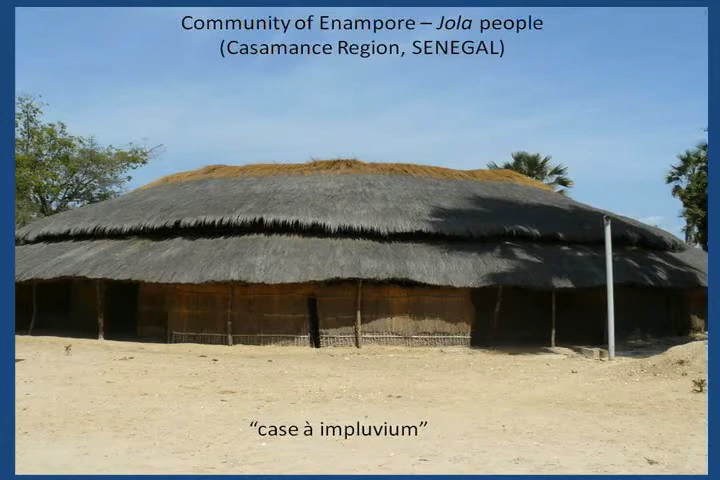 Community of Enampore – Jola people
(Casamance Region, SENEGAL)
“case à impluvium”